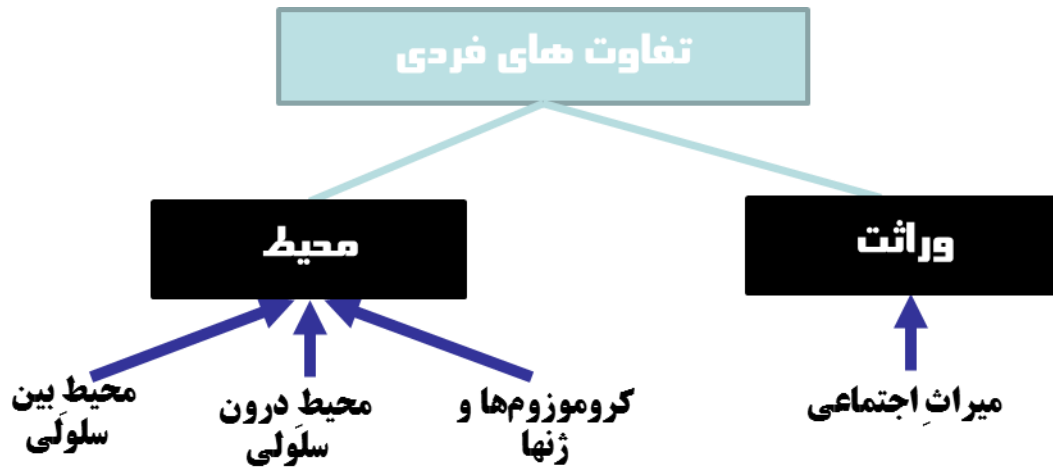 تفاوت های فردی
وراثت
محیط
میراثِ اجتماعی
کروموزوم‌ها و
ژنها
محیطِ درون
سلولی
محیطِ بین
سلولی